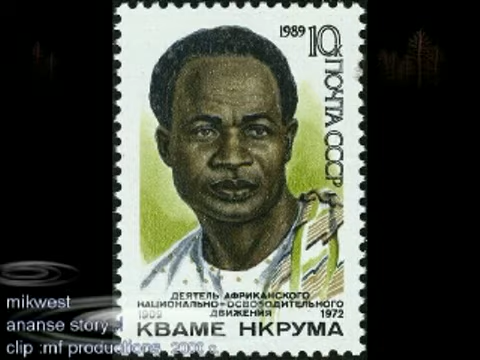 1989 10К
ПОЧТА СССР
ДЕЯТЕЛЬ АФРИКАНСКОГО
НАЦИОНАЛЬНО-ОСВОБОДИТЕЛЬНОГО
1909 ДВИЖЕНИЯ 1972
КВАМЕ НКРУМА
mikwest
ananse story
clip :mf productions